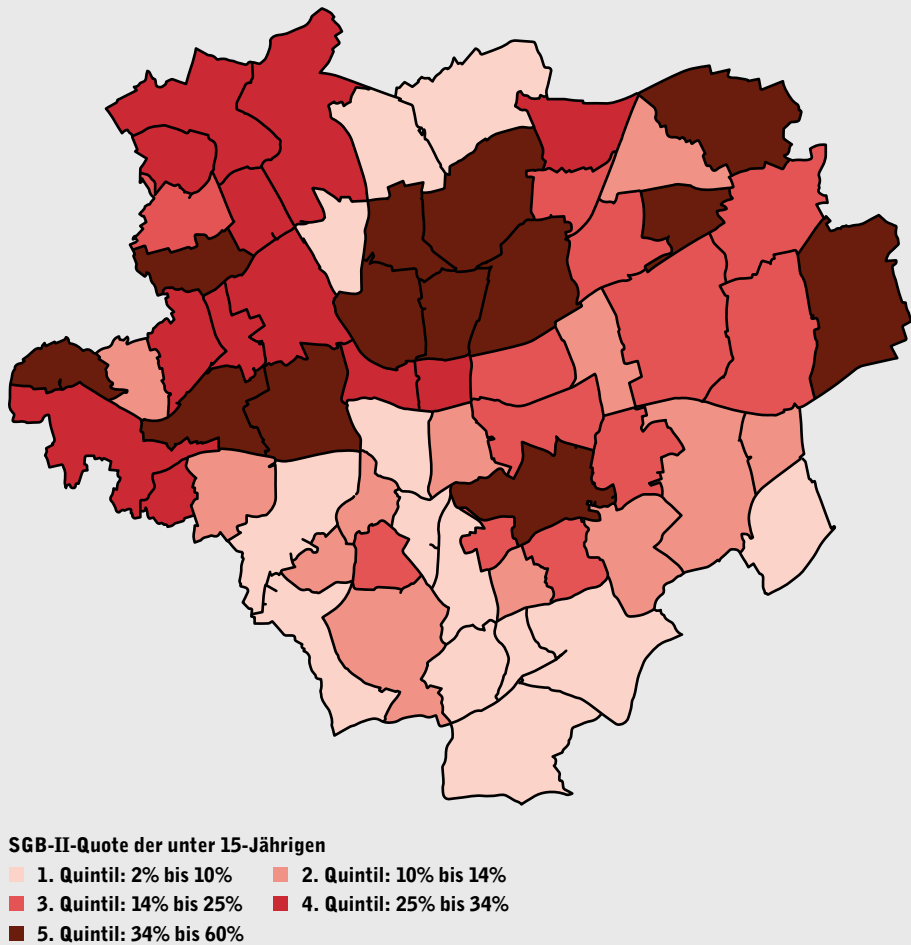 SGB-II-Quote der unter 15-Jährigen
1. Quintil: 2% bis 10% 2. Quintil: 10% bis 14%
3. Quintil: 14% bis 25% 4. Quintil: 25% bis 34%
5. Quintil: 34% bis 60%